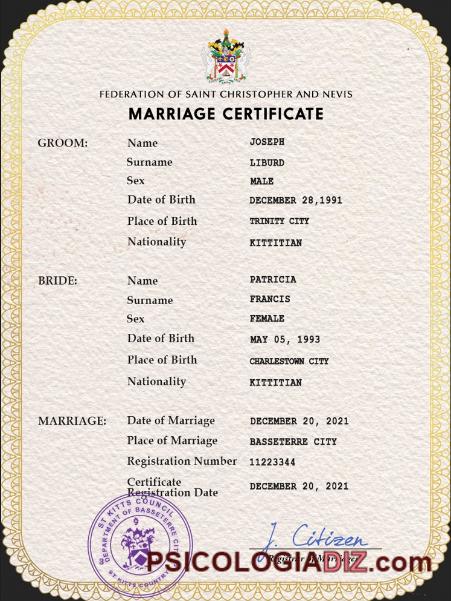 FEDERATION OF SAINT CHRISTOPHER AND NEVIS
MARRIAGE CERTIFICATE
GROOM: Name JOSEPH
Surname LIBURD
Sex MALE
Date of Birth DECEMBER 28,1991
Place of Birth TRINITY CITY
Nationality KITTITIAN
BRIDE: Name PATRICIA
Surname FRANCIS
Sex FEMALE
Date of Birth MAY 05, 1993
Place of Birth CHARLESTOWN CITY
Nationality KITTITIAN
MARRIAGE: Date of Marriage DECEMBER 20, 2021
Place of Marriage BASSETERRE CITY
Registration Number 11223344
Certificate
Registration Date DECEMBER 20, 2021
ST KITTS COUNCIL
DEPARTMENT OF BASSETERRE CITY
ST KITTS COUNTRY
J. Citizen
PSICOLOGIADIZ.com